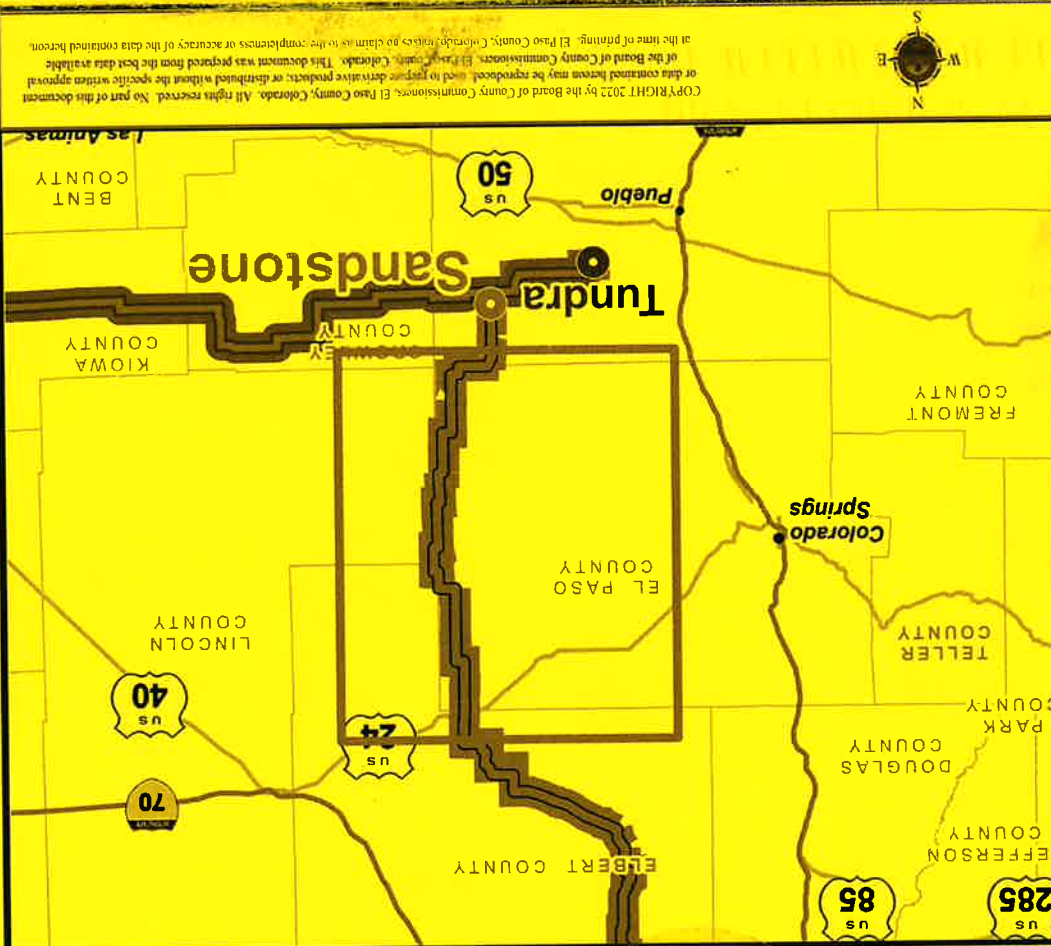 US
285
US
85
EFFERSON
COUNTY
ELBERT COUNTY
70
DOUGLAS
COUNTY
PARK
COUNTY
US
24
US
40
TELLER
COUNTY
LINCOLN
COUNTY
EL PASO
COUNTY
Colorado
Springs
FREMONT
COUNTY
KIOWA
COUNTY
COUNTY
Tundra
Sandstone
Pueblo
US
50
BENT
COUNTY
Las Animas
N
W
E
S
COPYRIGHT 2022 by the Board of County Commissioners, El Paso County, Colorado. All rights reserved. No part of this document
or data contained hereon may be reproduced, used to prepare derivative products, or distributed without the specific written approval
of the Board of County Commissioners, El Paso County, Colorado. This document was prepared from the best data available
at the time of printing. El Paso County, Colorado, makes no claim as to the completeness or accuracy of the data contained hereon.